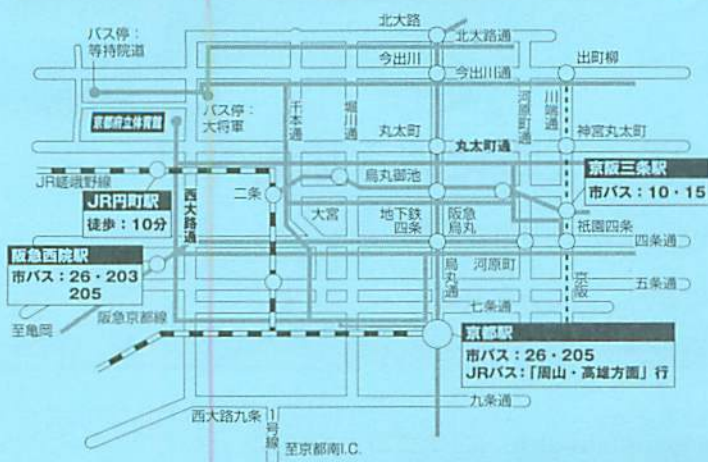 北大路
バス停：
等持院道
北大路通
今出川
今出川通
出町柳
バス停：
大将軍
京都府立体育館
千本通
堀川通
河原町通
川端通
丸太町
丸太町通
神宮丸太町
JR嵯峨野線
烏丸御池
京阪三条駅
市バス：10・15
JR円町駅
徒歩：10分
西大路通
二条
大宮
地下鉄
四条
阪急
烏丸
祇園四条
四条通
阪急西院駅
市バス：26・203
205
烏丸通
河原町
京阪
五条通
七条通
至亀岡
阪急京都線
京都駅
市バス：26・205
JRバス：「周山・高雄方面」行
西大路九条
1号線
九条通
至京都南I.C.